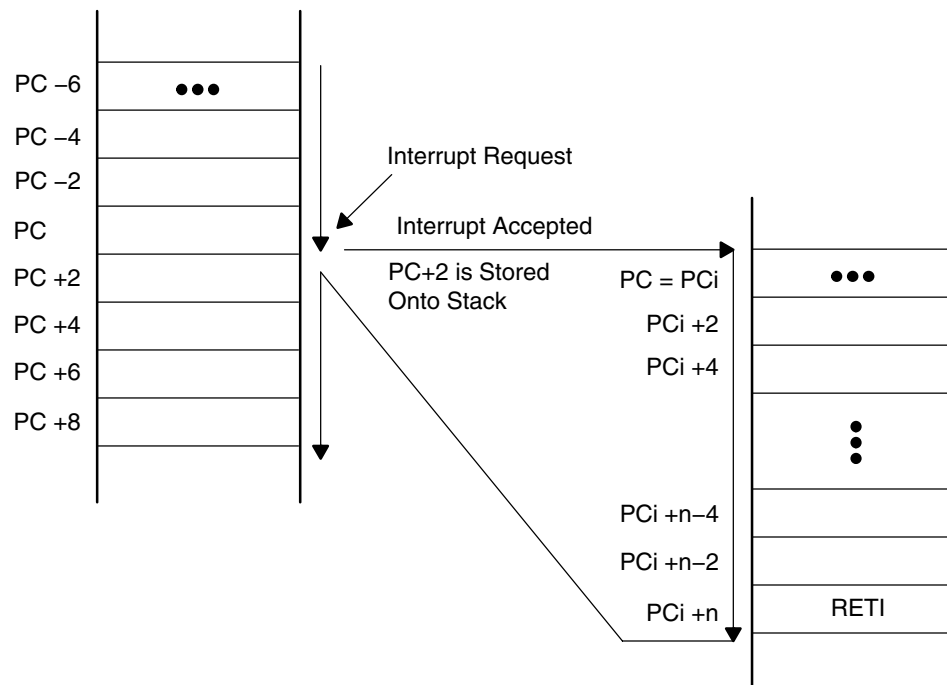 PC −6
PC −4
PC −2
PC
PC +2
PC +4
PC +6
PC +8
Interrupt Request
Interrupt Accepted
PC+2 is Stored
Onto Stack
PC = PCi
PCi +2
PCi +4
PCi +n−4
PCi +n−2
PCi +n
RETI